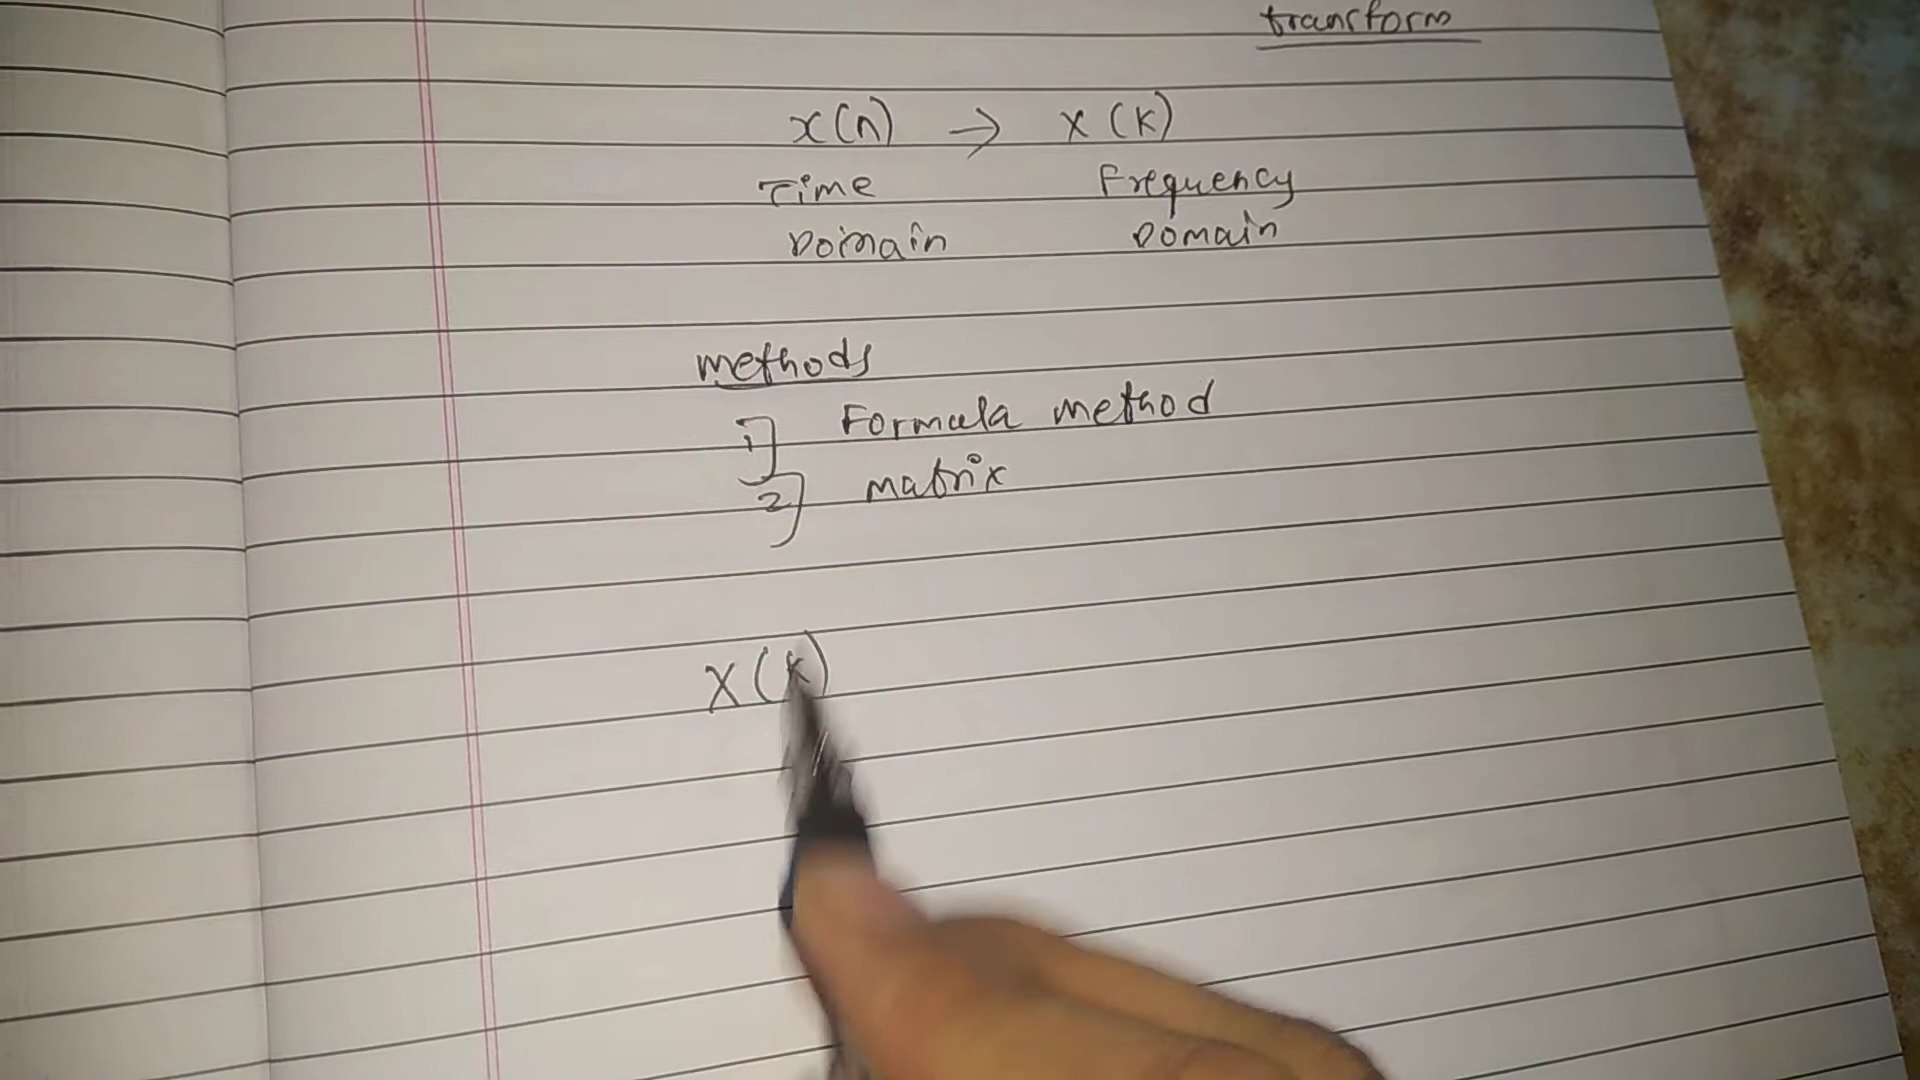 transform
x(n) → X(k)
Time Frequency
Domain Domain
methods
1) Formula method
2) matrix
X(k)